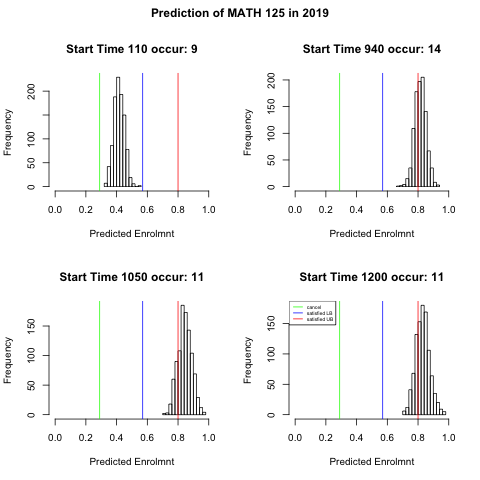 Prediction of MATH 125 in 2019
Start Time 110 occur: 9
Frequency
200
150
100
50
0
0.0 0.2 0.4 0.6 0.8 1.0
Predicted Enrolmnt
Start Time 940 occur: 14
Frequency
200
150
100
50
0
0.0 0.2 0.4 0.6 0.8 1.0
Predicted Enrolmnt
Start Time 1050 occur: 11
Frequency
150
100
50
0
0.0 0.2 0.4 0.6 0.8 1.0
Predicted Enrolmnt
Start Time 1200 occur: 11
cancel
satisfied LB
satisfied UB
Frequency
150
100
50
0
0.0 0.2 0.4 0.6 0.8 1.0
Predicted Enrolmnt